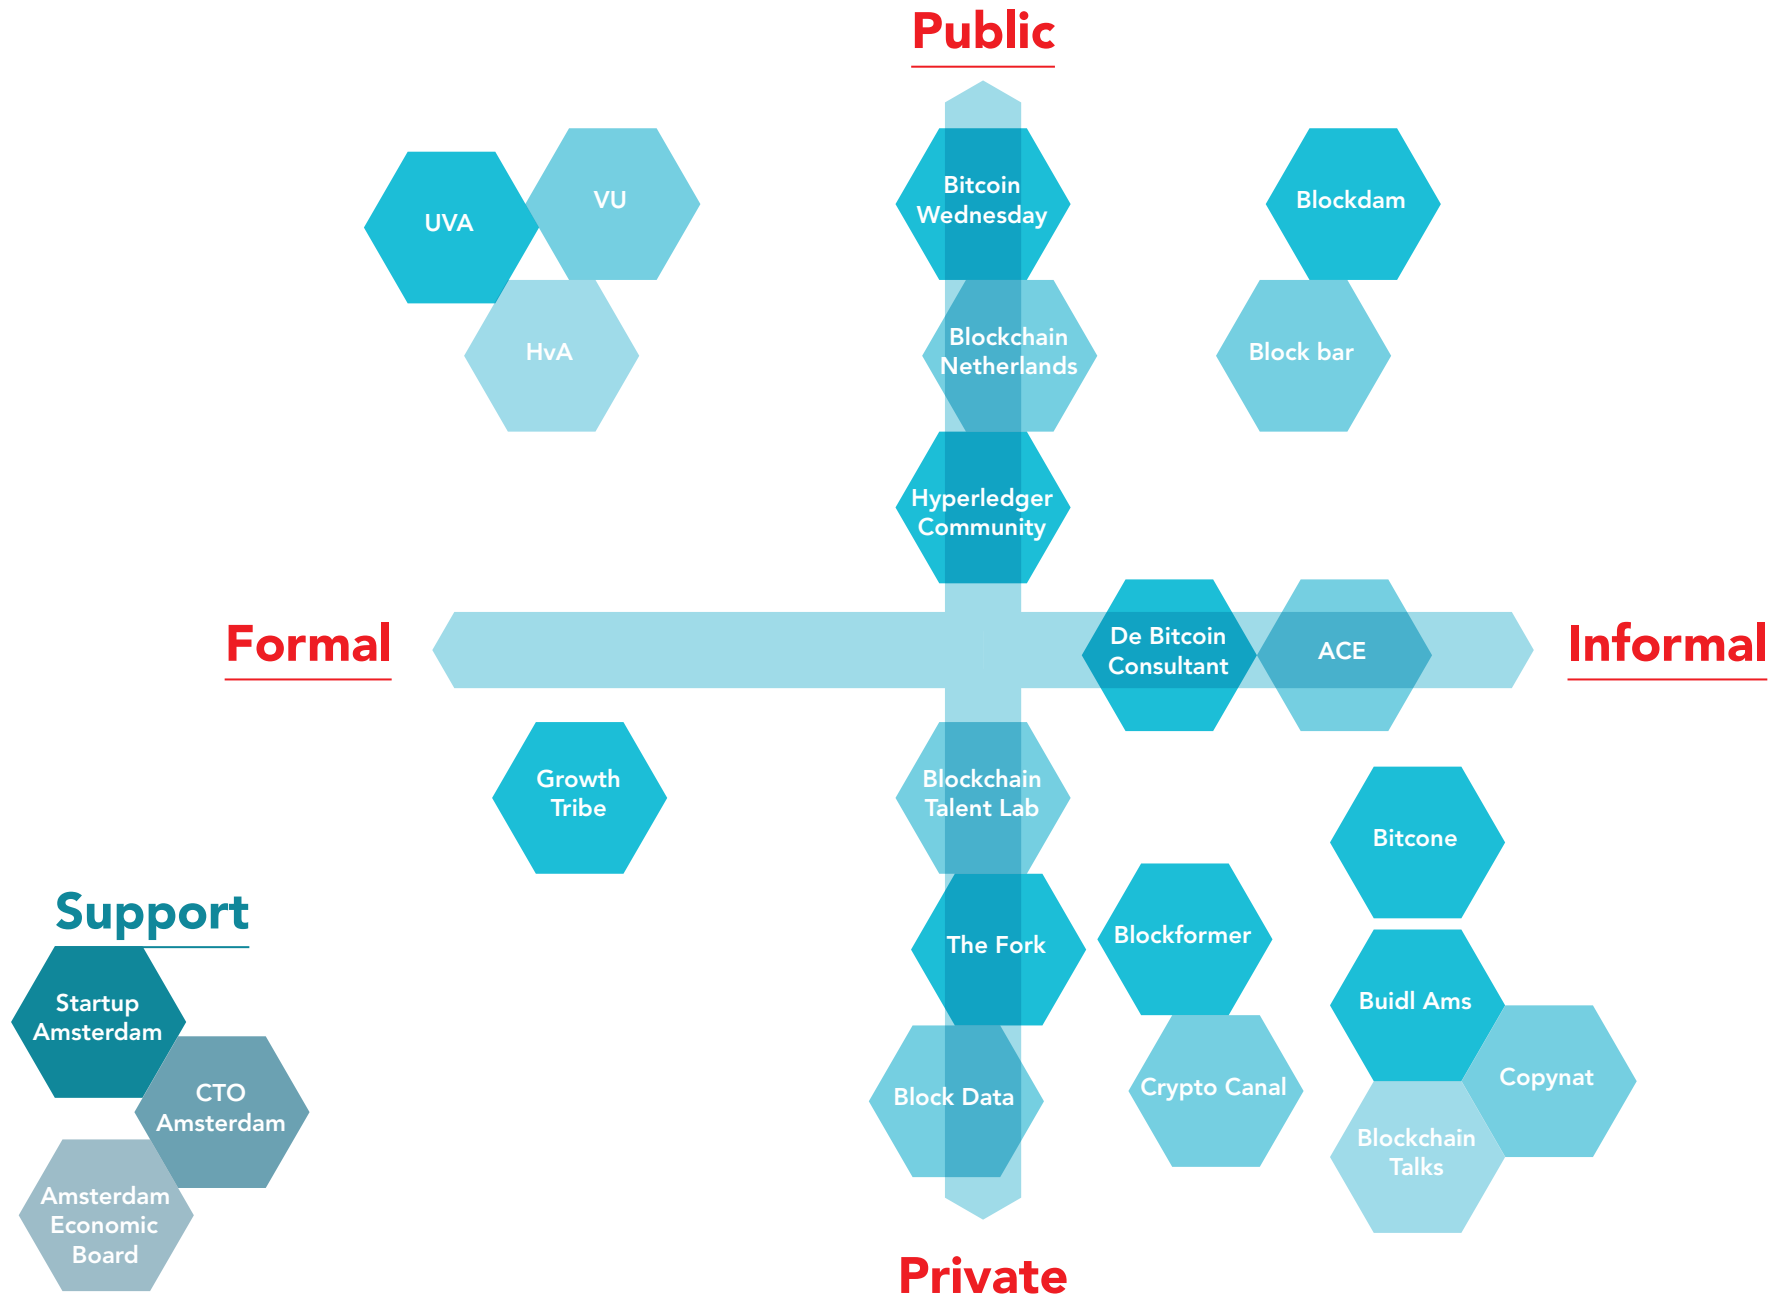 Public
UVA
VU
HvA
Bitcoin
Wednesday
Blockchain
Netherlands
Hyperledger
Community
Blockdam
Block bar
Formal
De Bitcoin
Consultant
ACE
Informal
Growth
Tribe
Blockchain
Talent Lab
The Fork
Block Data
Blockformer
Crypto Canal
Bitcone
Buidl Ams
Copynat
Blockchain
Talks
Support
Startup
Amsterdam
CTO
Amsterdam
Amsterdam
Economic
Board
Private